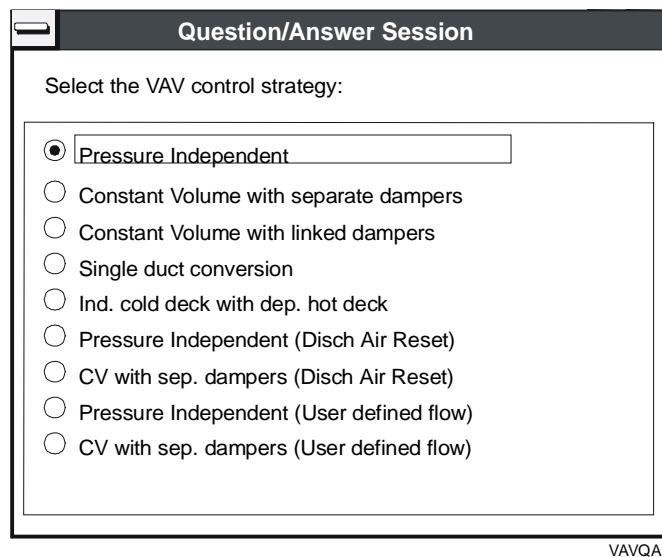 Question/Answer Session
Select the VAV control strategy:
Pressure Independent
Constant Volume with separate dampers
Constant Volume with linked dampers
Single duct conversion
Ind. cold deck with dep. hot deck
Pressure Independent (Disch Air Reset)
CV with sep. dampers (Disch Air Reset)
Pressure Independent (User defined flow)
CV with sep. dampers (User defined flow)
VAVQA